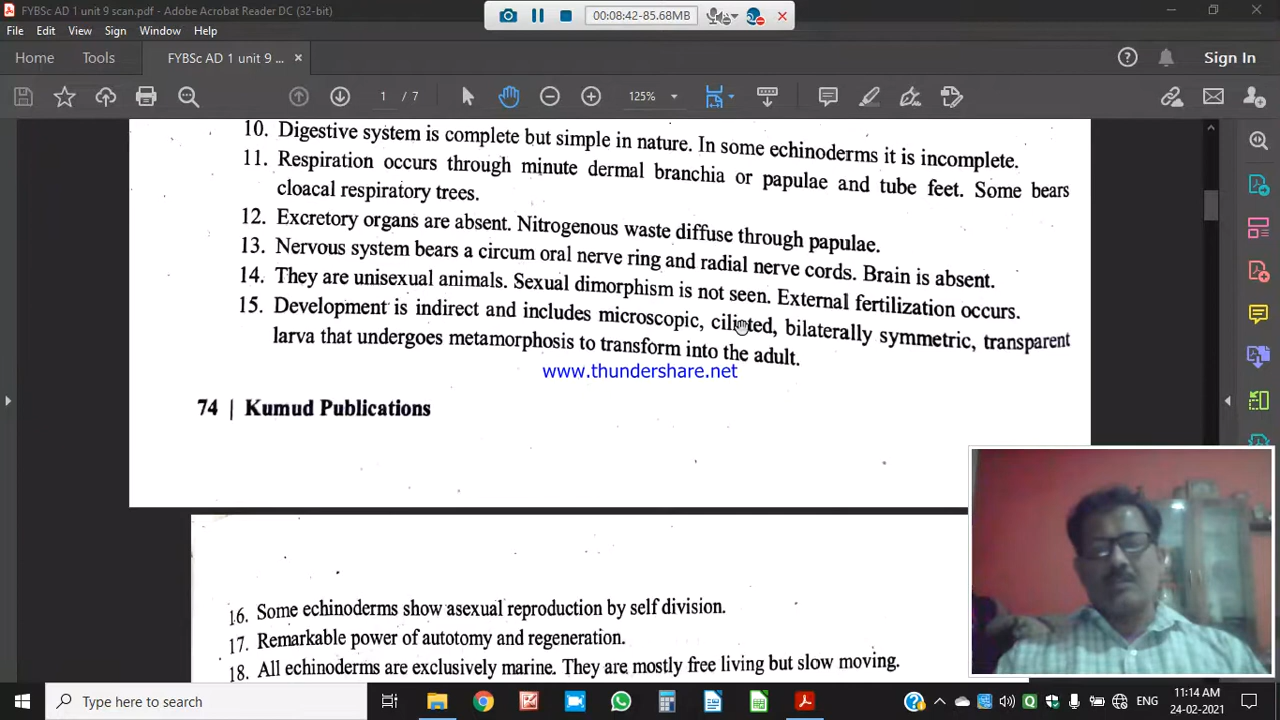 FYBSc AD 1 unit 9 scan.pdf - Adobe Acrobat Reader DC (32-bit)
00:08:42-85.68MB
File Edit View Sign Window Help
Home Tools FYBSc AD 1 unit 9 ... Sign In
1 / 7 125%
10. Digestive system is complete but simple in nature. In some echinoderms it is incomplete.
11. Respiration occurs through minute dermal branchia or papulae and tube feet. Some bears
cloacal respiratory trees.
12. Excretory organs are absent. Nitrogenous waste diffuse through papulae.
13. Nervous system bears a circum oral nerve ring and radial nerve cords. Brain is absent.
14. They are unisexual animals. Sexual dimorphism is not seen. External fertilization occurs.
15. Development is indirect and includes microscopic, ciliated, bilaterally symmetric, transparent
larva that undergoes metamorphosis to transform into the adult.
www.thundershare.net
74 | Kumud Publications
16. Some echinoderms show asexual reproduction by self division.
17. Remarkable power of autotomy and regeneration.
18. All echinoderms are exclusively marine. They are mostly free living but slow moving.
Type here to search
ENG
11:14 AM
24-02-2021